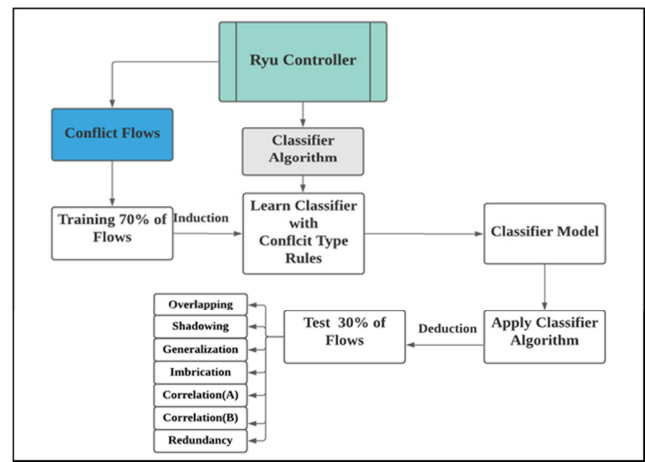 Ryu Controller
Conflict Flows
Classifier
Algorithm
Training 70% of
Flows
Induction
Learn Classifier
with
Conflcit Type
Rules
Classifier Model
Overlapping
Shadowing
Generalization
Imbrication
Correlation(A)
Correlation(B)
Redundancy
Test 30% of
Flows
Deduction
Apply Classifier
Algorithm